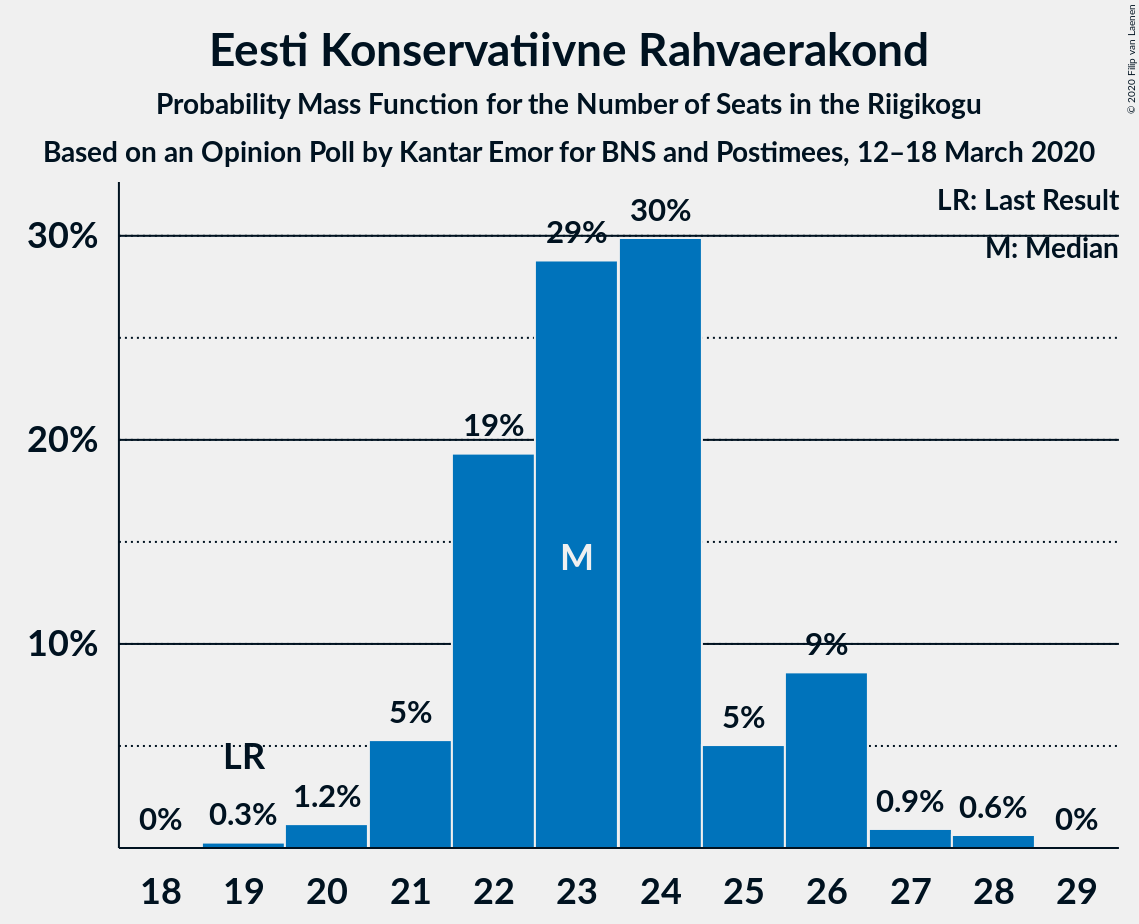 Eesti Konservatiivne Rahvaerakond
Probability Mass Function for the Number of Seats in the Riigikogu
Based on an Opinion Poll by Kantar Emor for BNS and Postimees, 12–18 March 2020
© 2020 Filip van Laenen
LR: Last Result
M: Median
30%
20%
10%
0%
LR
0.3%
1.2%
5%
19%
29%
M
30%
5%
9%
0.9%
0.6%
0%
18 19 20 21 22 23 24 25 26 27 28 29